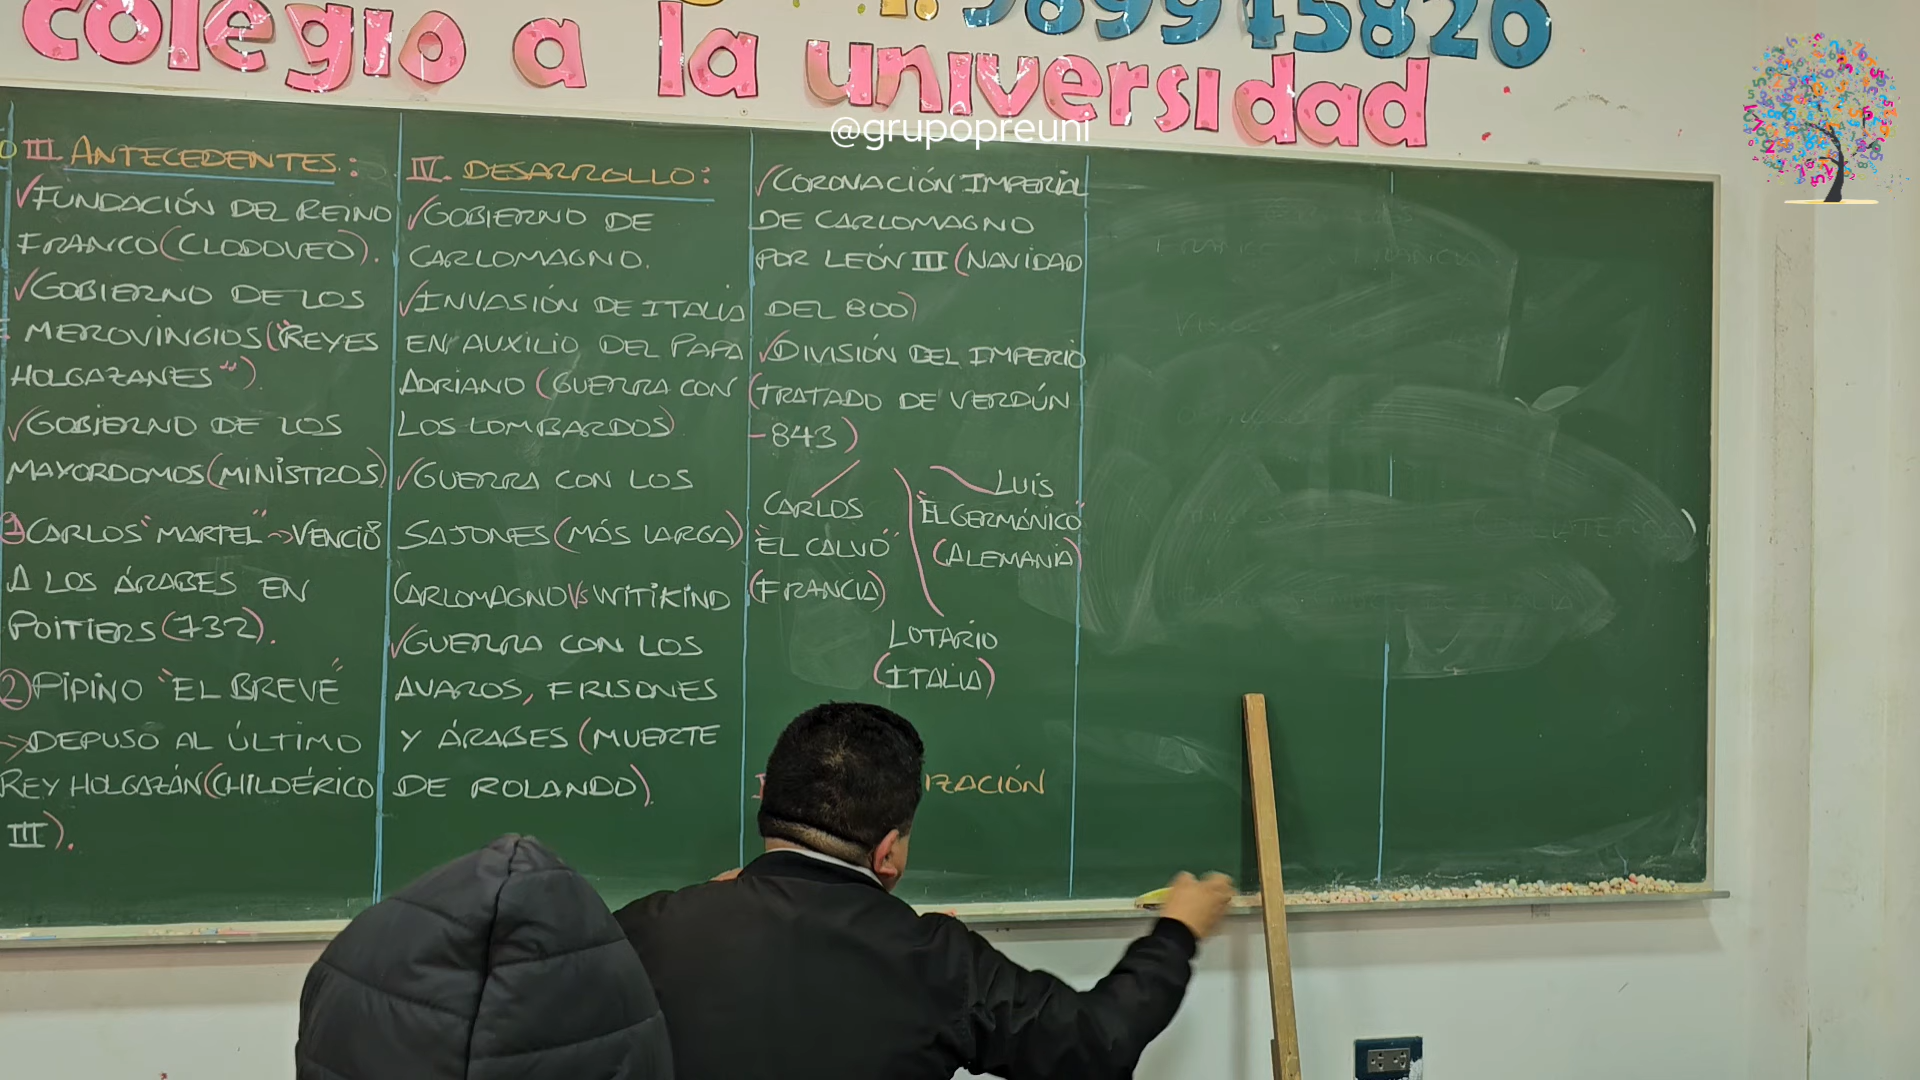 989975820
colegio a la universidad
@grupopreuni
III. ANTECEDENTES:
✓FUNDACIÓN DEL REINO
FRANCO (CLODOVEO).
✓GOBIERNO DE LOS
MEROVINGIOS ("REYES
HOLGAZANES").
✓GOBIERNO DE LOS
MAYORDOMOS (MINISTROS)
1 CARLOS "MARTEL" → VENCIÓ
A LOS ÁRABES EN
POITIERS (732).
2 PIPINO "EL BREVE"
→ DEPUSO AL ÚLTIMO
REY HOLGAZÁN (CHILDÉRICO
III).
IV. DESARROLLO:
✓GOBIERNO DE
CARLOMAGNO.
✓INVASIÓN DE ITALIA
EN AUXILIO DEL PAPA
ADRIANO (GUERRA CON
LOS LOMBARDOS)
✓GUERRA CON LOS
SAJONES (MÁS LARGA)
CARLOMAGNO VS WITIKIND
✓GUERRA CON LOS
AVAROS, FRISONES
Y ÁRABES (MUERTE
DE ROLANDO).
✓CORONACIÓN IMPERIAL
DE CARLOMAGNO
POR LEÓN III (NAVIDAD
DEL 800)
✓DIVISIÓN DEL IMPERIO
(TRATADO DE VERDÚN
-843)
CARLOS
"EL CALVO"
(FRANCIA)
LUIS
"EL GERMÁNICO"
(ALEMANIA)
LOTARIO
(ITALIA)
IZACIÓN